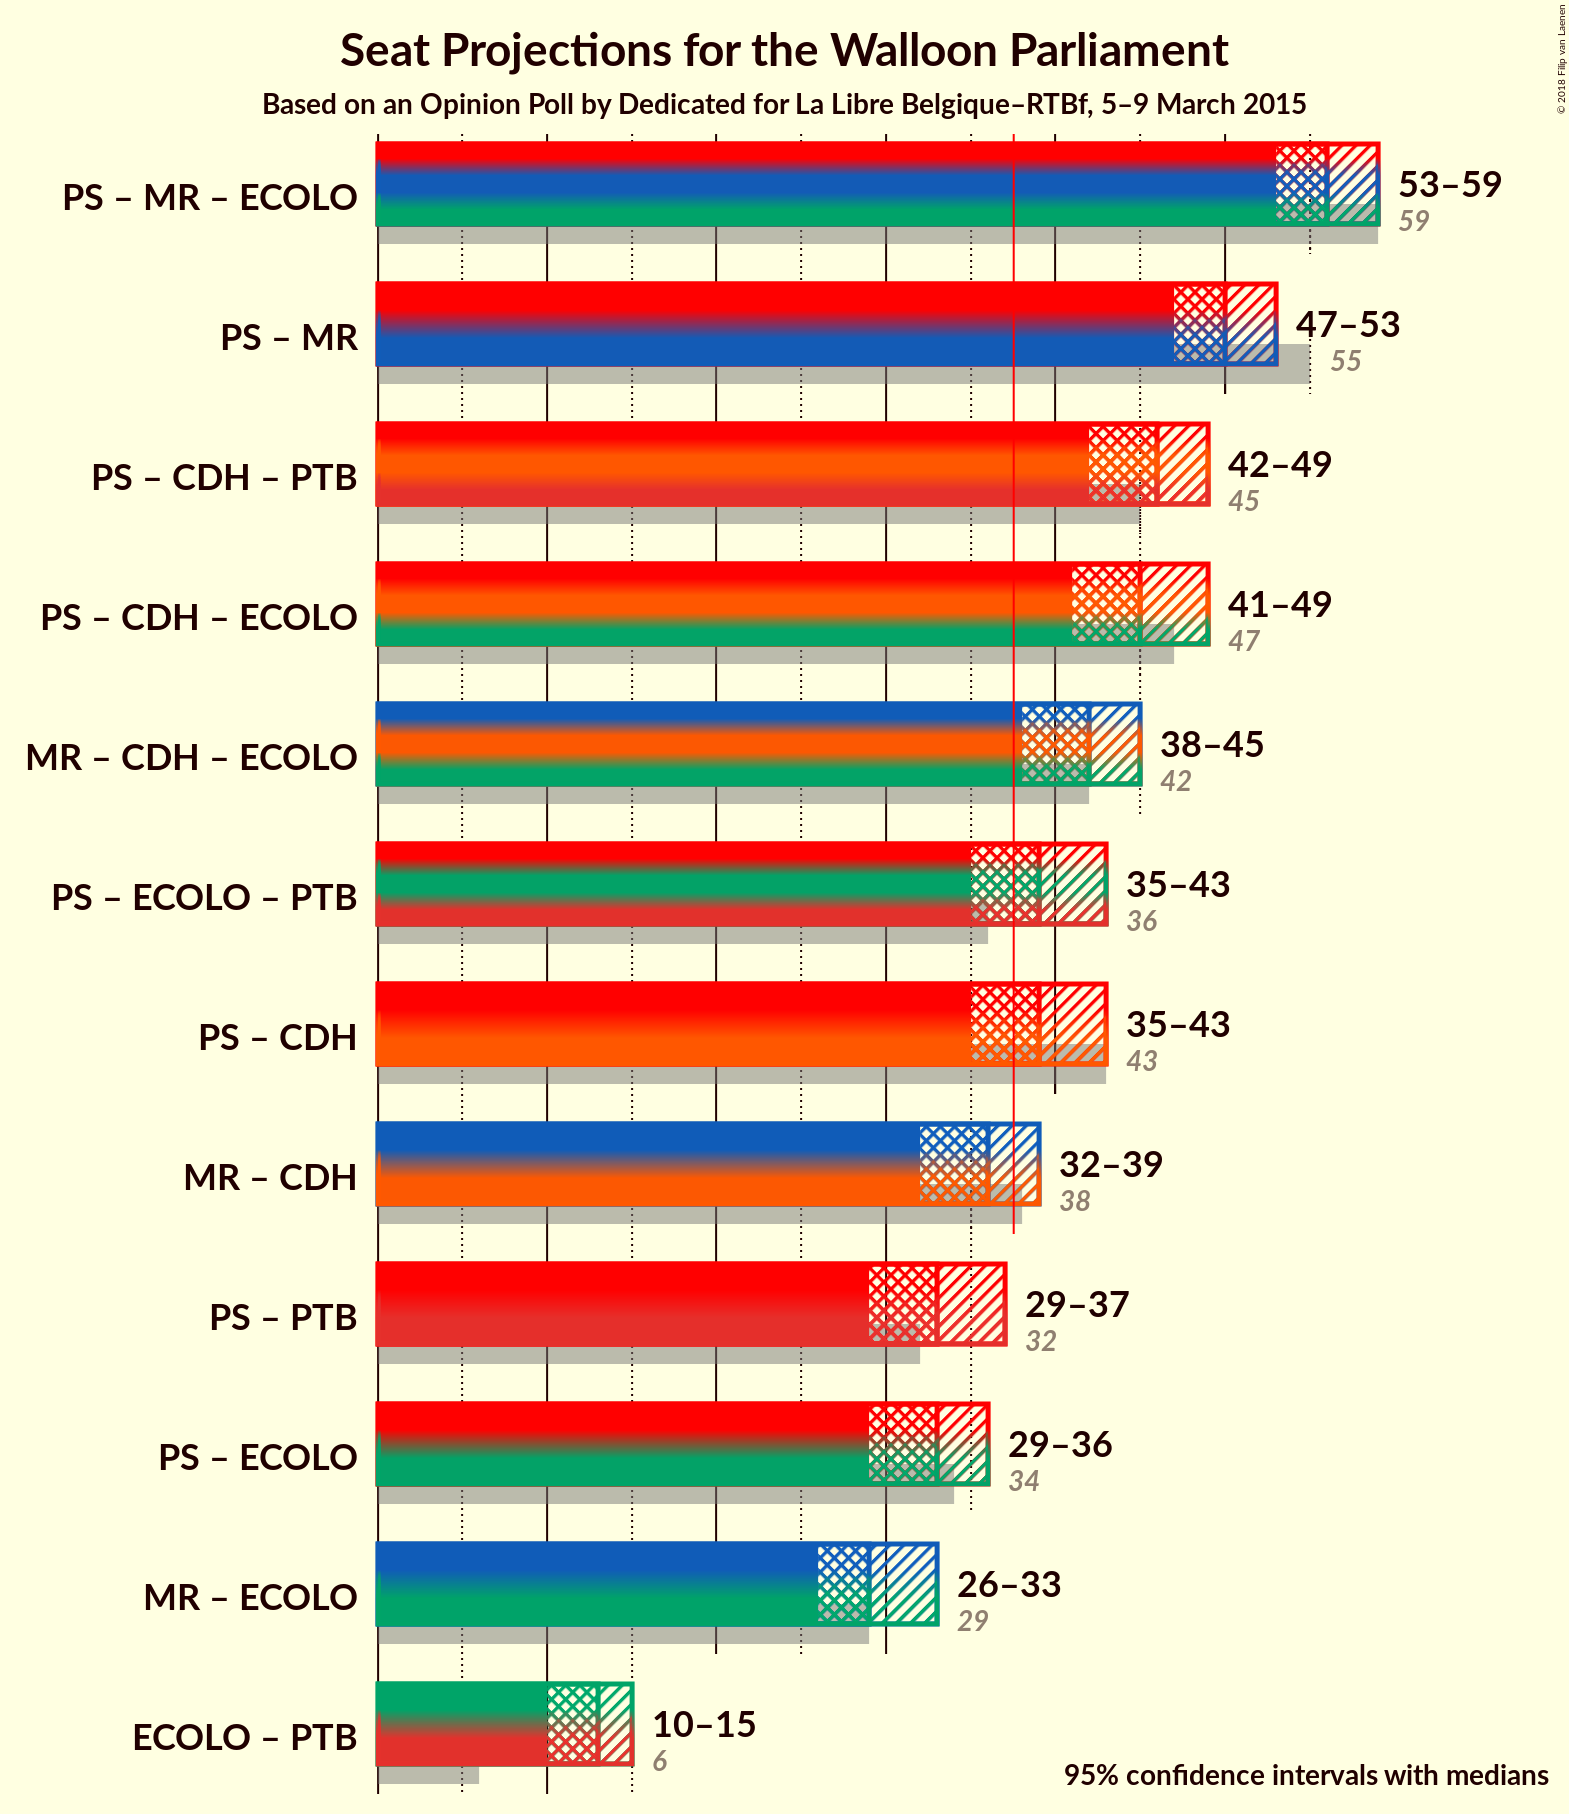 Seat Projections for the Walloon Parliament
Based on an Opinion Poll by Dedicated for La Libre Belgique–RTBf, 5–9 March 2015
© 2018 Filip van Laenen
PS – MR – ECOLO
53–59
59
PS – MR
47–53
55
PS – CDH – PTB
42–49
45
PS – CDH – ECOLO
41–49
47
MR – CDH – ECOLO
38–45
42
PS – ECOLO – PTB
35–43
36
PS – CDH
35–43
43
MR – CDH
32–39
38
PS – PTB
29–37
32
PS – ECOLO
29–36
34
MR – ECOLO
26–33
29
ECOLO – PTB
10–15
6
95% confidence intervals with medians